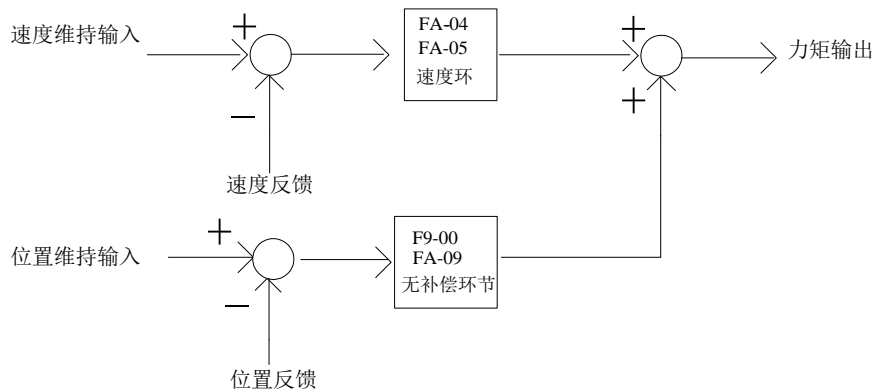 速度维持输入
+
FA-04
FA-05
速度环
+
力矩输出
—
+
速度反馈
位置维持输入
+
F9-00
FA-09
无补偿环节
—
位置反馈